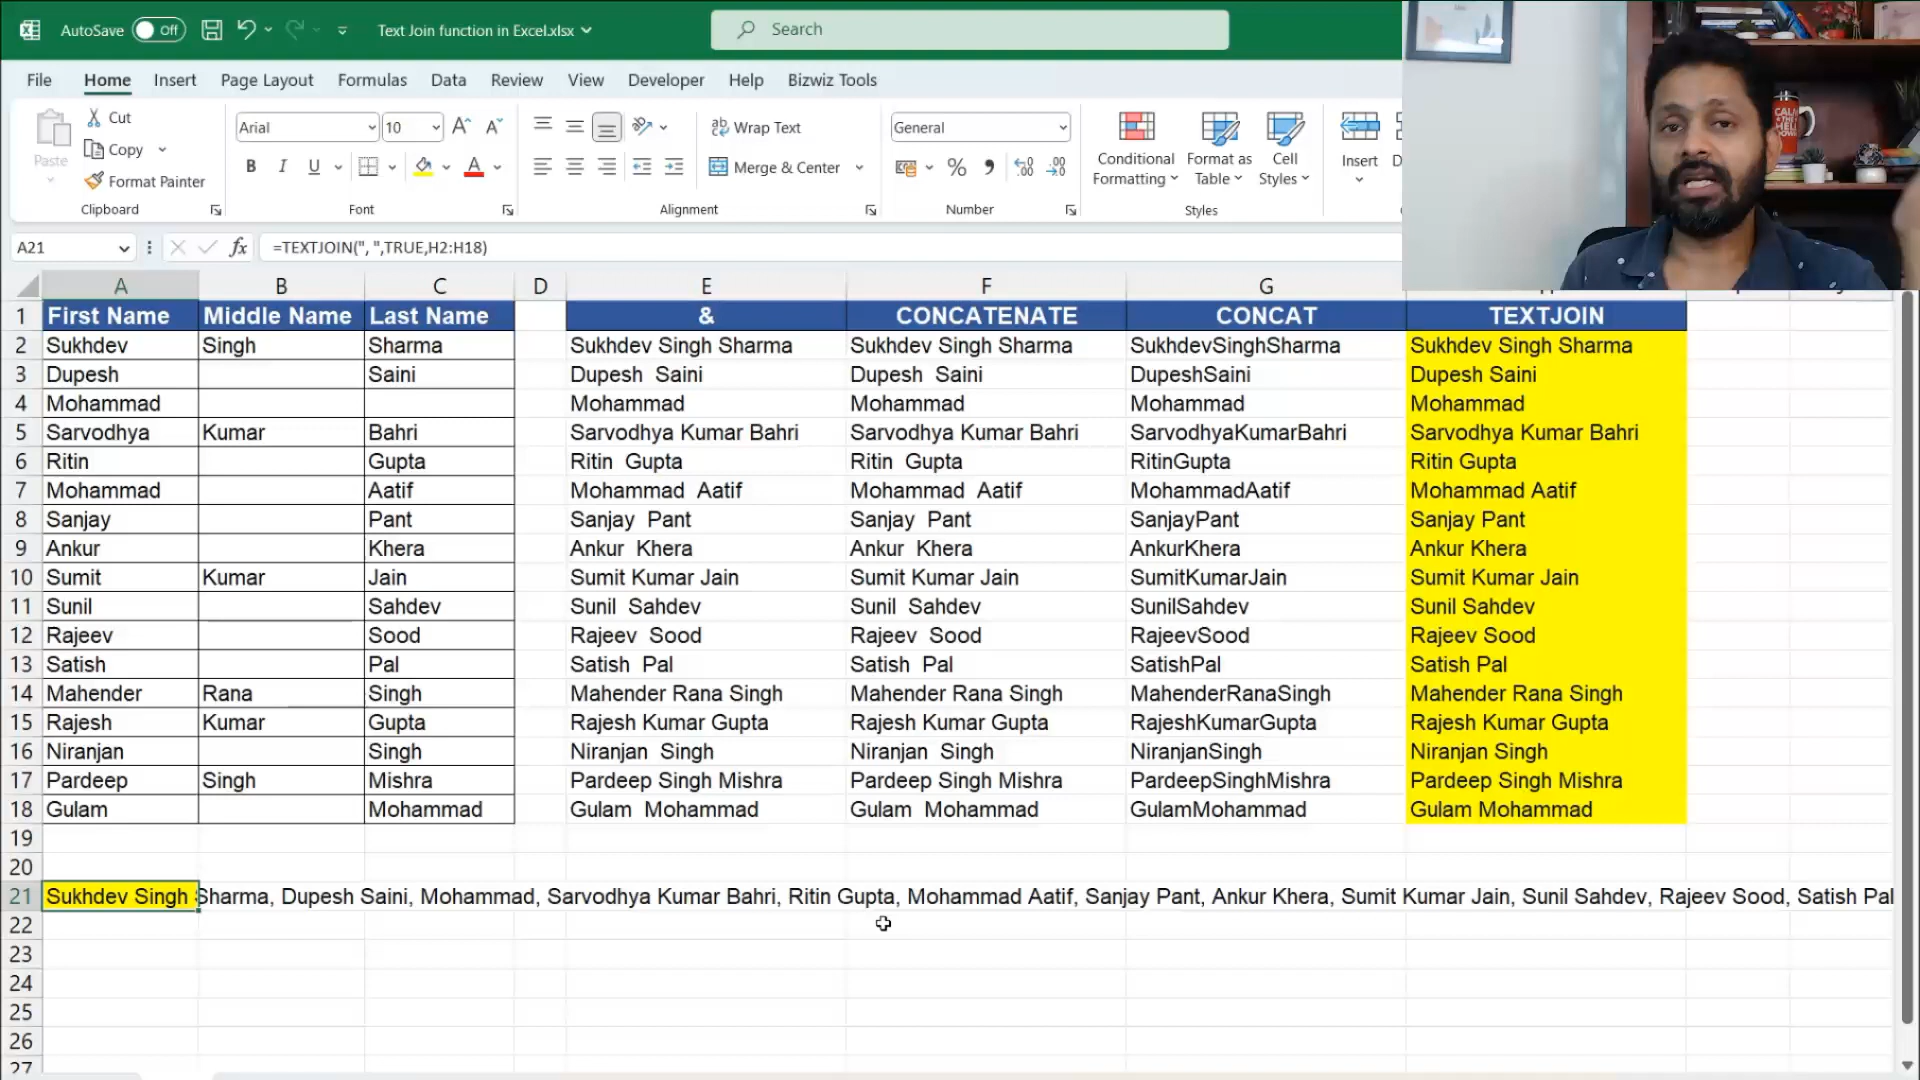 AutoSave Off Text Join function in Excel.xlsx Search
File Home Insert Page Layout Formulas Data Review View Developer Help Bizwiz Tools
Paste Cut Copy Format Painter Clipboard
Arial 10 B I U A Font
ab Wrap Text Merge & Center Alignment
General % Number
Conditional Formatting Format as Table Cell Styles Styles
Insert
A21 fx =TEXTJOIN(", ",TRUE,H2:H18)
A B C D E F G
1 First Name Middle Name Last Name & CONCATENATE CONCAT TEXTJOIN
2 Sukhdev Singh Sharma Sukhdev Singh Sharma Sukhdev Singh Sharma SukhdevSinghSharma Sukhdev Singh Sharma
3 Dupesh Saini Dupesh  Saini Dupesh  Saini DupeshSaini Dupesh Saini
4 Mohammad Mohammad Mohammad Mohammad Mohammad
5 Sarvodhya Kumar Bahri Sarvodhya Kumar Bahri Sarvodhya Kumar Bahri SarvodhyaKumarBahri Sarvodhya Kumar Bahri
6 Ritin Gupta Ritin  Gupta Ritin  Gupta RitinGupta Ritin Gupta
7 Mohammad Aatif Mohammad  Aatif Mohammad  Aatif MohammadAatif Mohammad Aatif
8 Sanjay Pant Sanjay  Pant Sanjay  Pant SanjayPant Sanjay Pant
9 Ankur Khera Ankur  Khera Ankur  Khera AnkurKhera Ankur Khera
10 Sumit Kumar Jain Sumit Kumar Jain Sumit Kumar Jain SumitKumarJain Sumit Kumar Jain
11 Sunil Sahdev Sunil  Sahdev Sunil  Sahdev SunilSahdev Sunil Sahdev
12 Rajeev Sood Rajeev  Sood Rajeev  Sood RajeevSood Rajeev Sood
13 Satish Pal Satish  Pal Satish  Pal SatishPal Satish Pal
14 Mahender Rana Singh Mahender Rana Singh Mahender Rana Singh MahenderRanaSingh Mahender Rana Singh
15 Rajesh Kumar Gupta Rajesh Kumar Gupta Rajesh Kumar Gupta RajeshKumarGupta Rajesh Kumar Gupta
16 Niranjan Singh Niranjan  Singh Niranjan  Singh NiranjanSingh Niranjan Singh
17 Pardeep Singh Mishra Pardeep Singh Mishra Pardeep Singh Mishra PardeepSinghMishra Pardeep Singh Mishra
18 Gulam Mohammad Gulam  Mohammad Gulam  Mohammad GulamMohammad Gulam Mohammad
19
20
21 Sukhdev Singh Sharma, Dupesh Saini, Mohammad, Sarvodhya Kumar Bahri, Ritin Gupta, Mohammad Aatif, Sanjay Pant, Ankur Khera, Sumit Kumar Jain, Sunil Sahdev, Rajeev Sood, Satish Pal
22
23
24
25
26
27